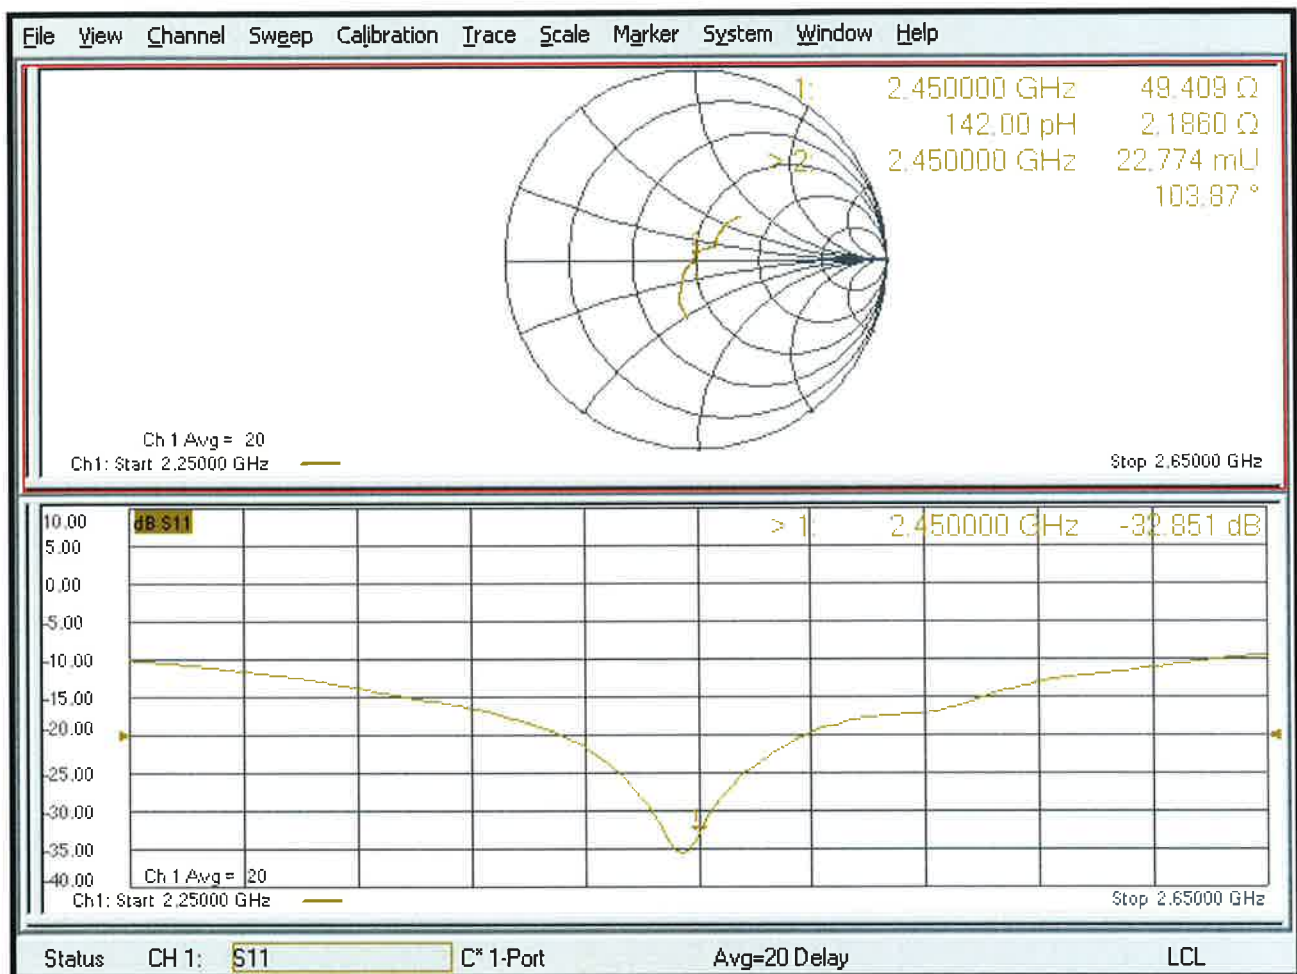 File View Channel Sweep Calibration Trace Scale Marker System Window Help
1: 2.450000 GHz 49.409 Ω
142.00 pH 2.1860 Ω
> 2: 2.450000 GHz 22.774 mU
103.87 °
Ch 1 Avg = 20
Ch1: Start 2.25000 GHz
Stop 2.65000 GHz
10.00
dB S11
> 1: 2.450000 GHz -32.851 dB
5.00
0.00
-5.00
-10.00
-15.00
-20.00
-25.00
-30.00
1
-35.00
-40.00
Ch 1 Avg = 20
Ch1: Start 2.25000 GHz
Stop 2.65000 GHz
Status CH 1: S11 C* 1-Port Avg=20 Delay LCL